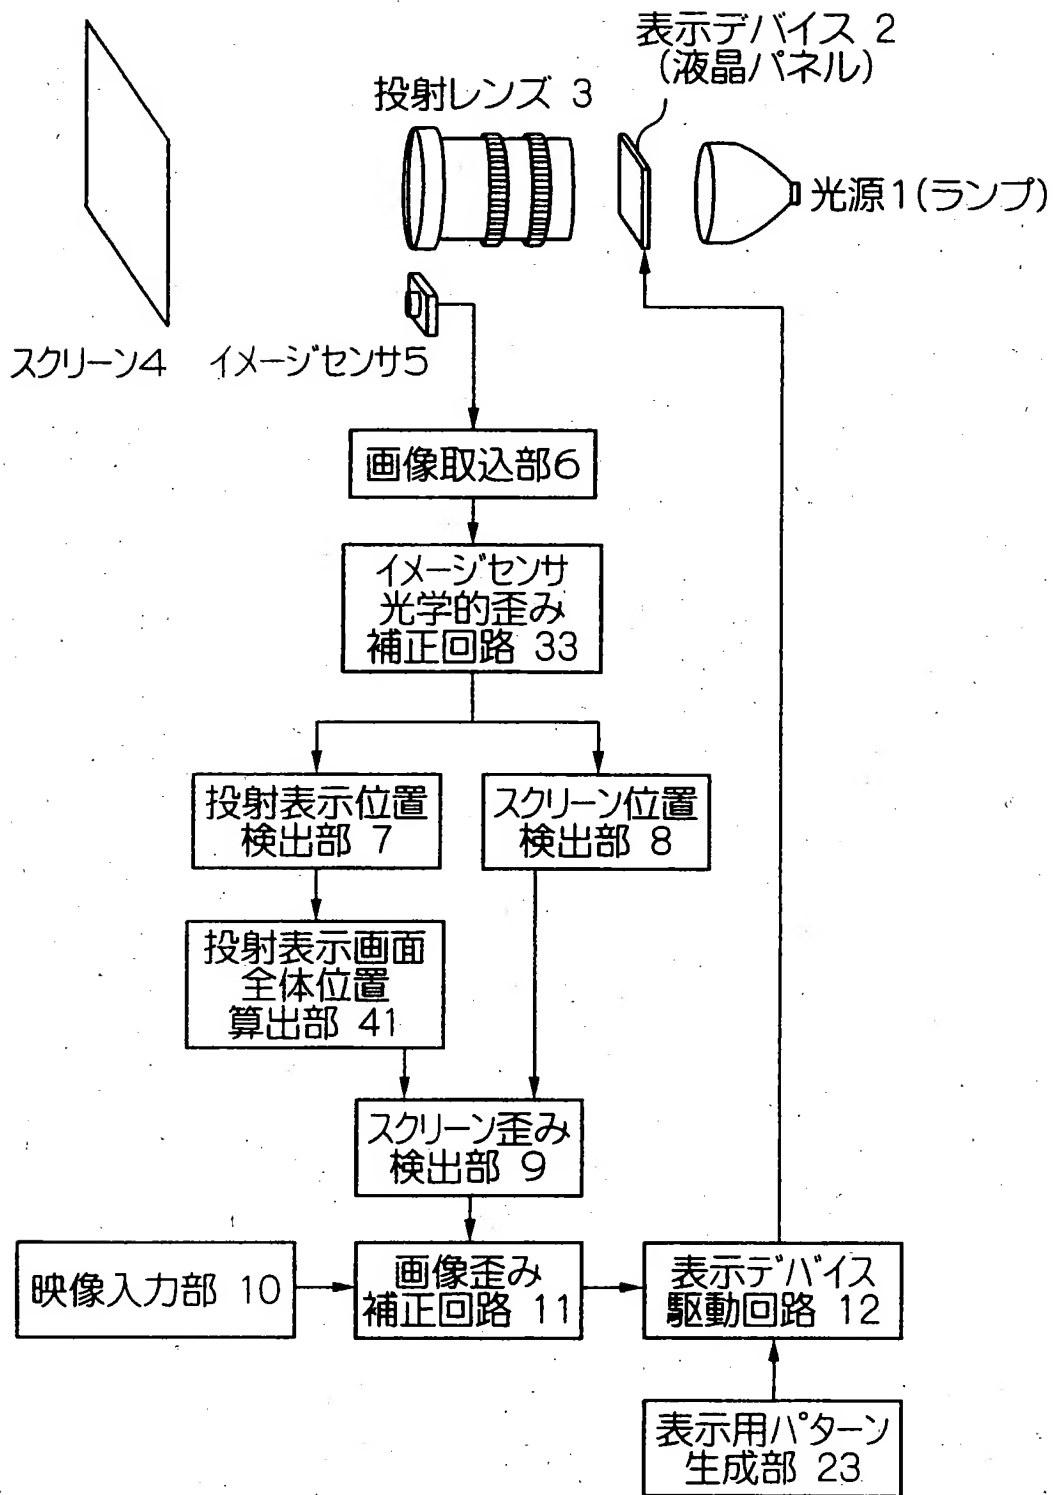 表示デバイス 2
(液晶パネル)
投射レンズ 3
光源1(ランプ)
スクリーン4
イメージセンサ5
画像取込部6
イメージセンサ
光学的歪み
補正回路 33
投射表示位置
検出部 7
スクリーン位置
検出部 8
投射表示画面
全体位置
算出部 41
スクリーン歪み
検出部 9
映像入力部 10
画像歪み
補正回路 11
表示デバイス
駆動回路 12
表示用パターン
生成部 23